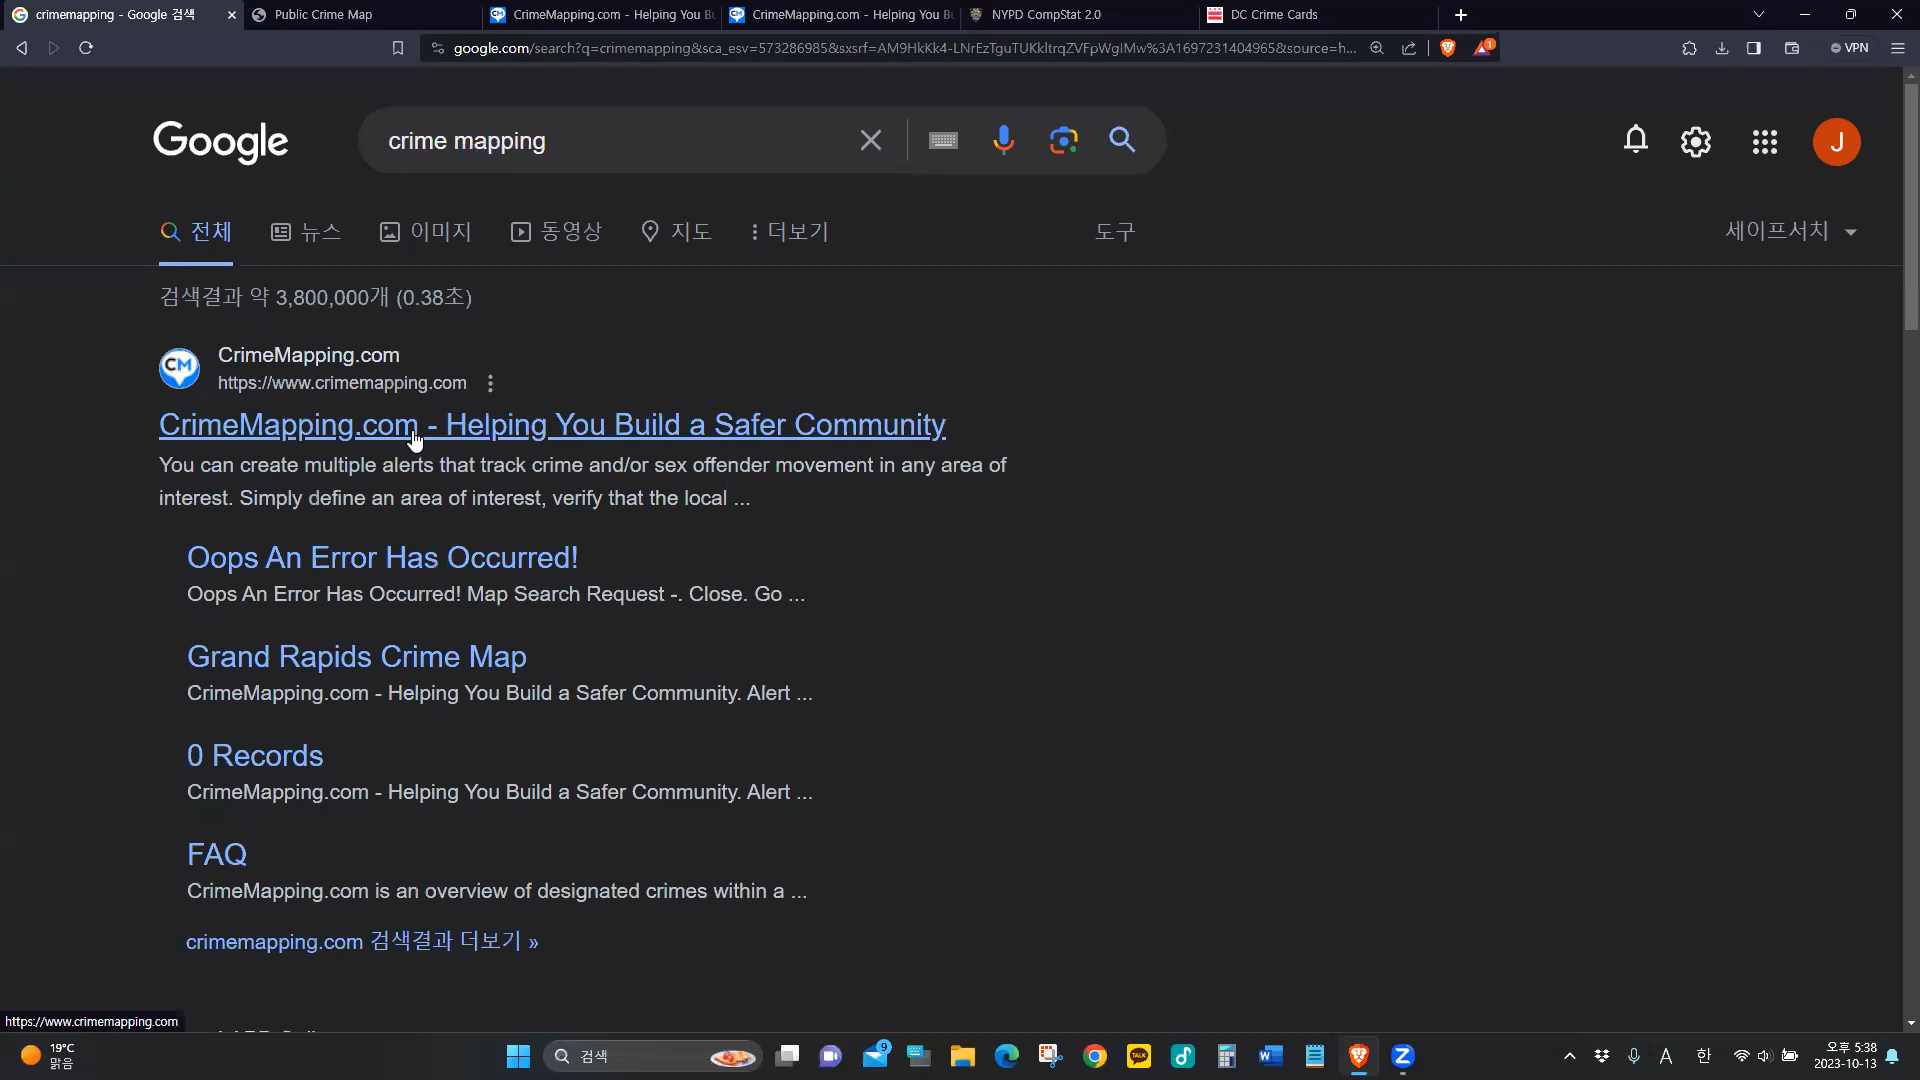 crimemapping - Google 검색
Public Crime Map
CrimeMapping.com - Helping You Bu
CrimeMapping.com - Helping You Bu
NYPD CompStat 2.0
DC Crime Cards
google.com/search?q=crimemapping&sca_esv=573286985&sxsrf=AM9HkKk4-LNrEzTguTUKkltrqZVFpWgIMw%3A1697231404965&source=h...
1
VPN
Google
crime mapping
J
전체
뉴스
이미지
동영상
지도
더보기
도구
세이프서치
검색결과 약 3,800,000개 (0.38초)
CM
CrimeMapping.com
https://www.crimemapping.com
CrimeMapping.com - Helping You Build a Safer Community
You can create multiple alerts that track crime and/or sex offender movement in any area of
interest. Simply define an area of interest, verify that the local ...
Oops An Error Has Occurred!
Oops An Error Has Occurred! Map Search Request -. Close. Go ...
Grand Rapids Crime Map
CrimeMapping.com - Helping You Build a Safer Community. Alert ...
0 Records
CrimeMapping.com - Helping You Build a Safer Community. Alert ...
FAQ
CrimeMapping.com is an overview of designated crimes within a ...
crimemapping.com 검색결과 더보기 »
https://www.crimemapping.com
19°C
맑음
검색
9
TALK
A
한
오후 5:38
2023-10-13